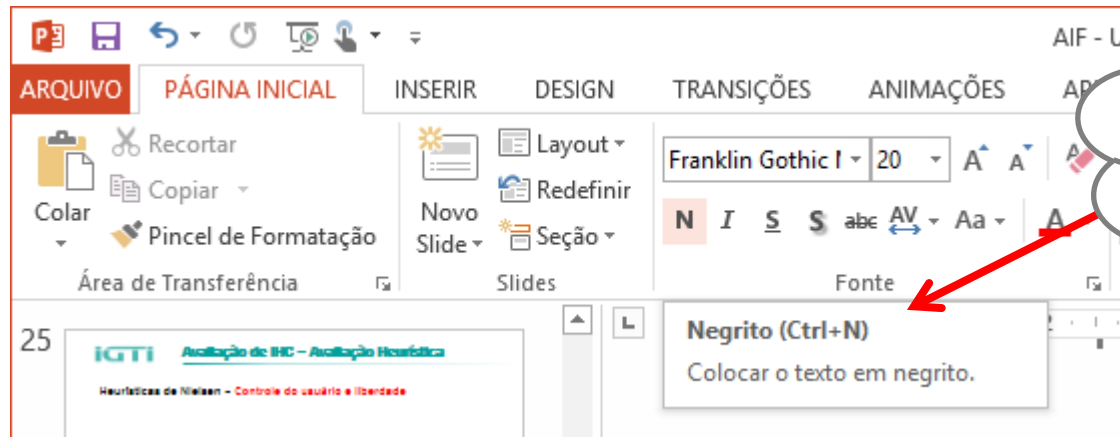 AIF - U
ARQUIVO PÁGINA INICIAL INSERIR DESIGN TRANSIÇÕES ANIMAÇÕES AP
Colar
Recortar
Copiar
Pincel de Formatação
Área de Transferência
Novo
Slide
Layout
Redefinir
Seção
Slides
Franklin Gothic 20 A A
N I S S abc AV Aa A
Fonte
25
iGTi Avaliação de IHC – Avaliação Heurística
Heurísticas de Nielsen – Controle do usuário e liberdade
L
Negrito (Ctrl+N)
Colocar o texto em negrito.